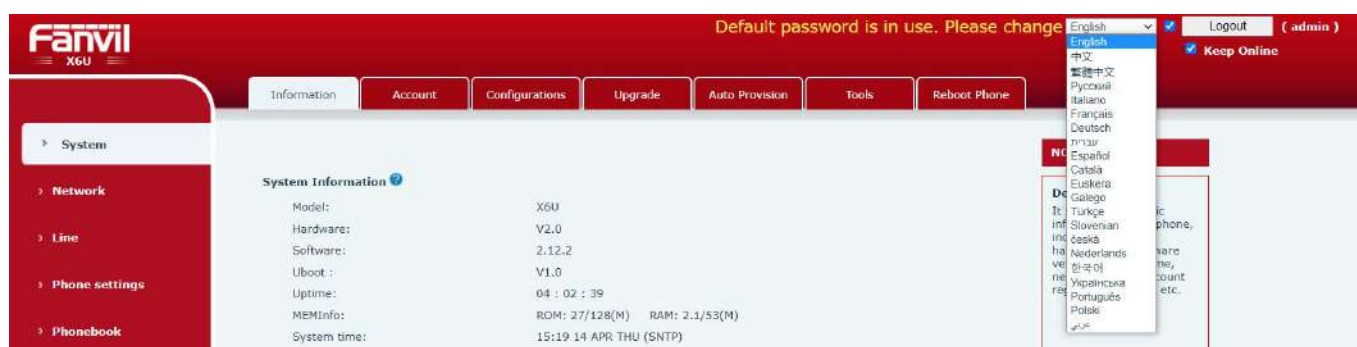 Fanvil
X6U
Default password is in use. Please change
English
Logout
( admin )
Keep Online
English
中文
繁體中文
Русский
Italiano
Français
Deutsch
עברית
Español
Català
Euskera
Galego
Türkçe
Slovenian
česká
Nederlands
한국어
Українська
Português
Polski
عربي
Information
Account
Configurations
Upgrade
Auto Provision
Tools
Reboot Phone
System
Network
Line
Phone settings
Phonebook
System Information
Model: X6U
Hardware: V2.0
Software: 2.12.2
Uboot : V1.0
Uptime: 04 : 02 : 39
MEMInfo: ROM: 27/128(M) RAM: 2.1/53(M)
System time: 15:19 14 APR THU (SNTP)
It
phone,
etc.